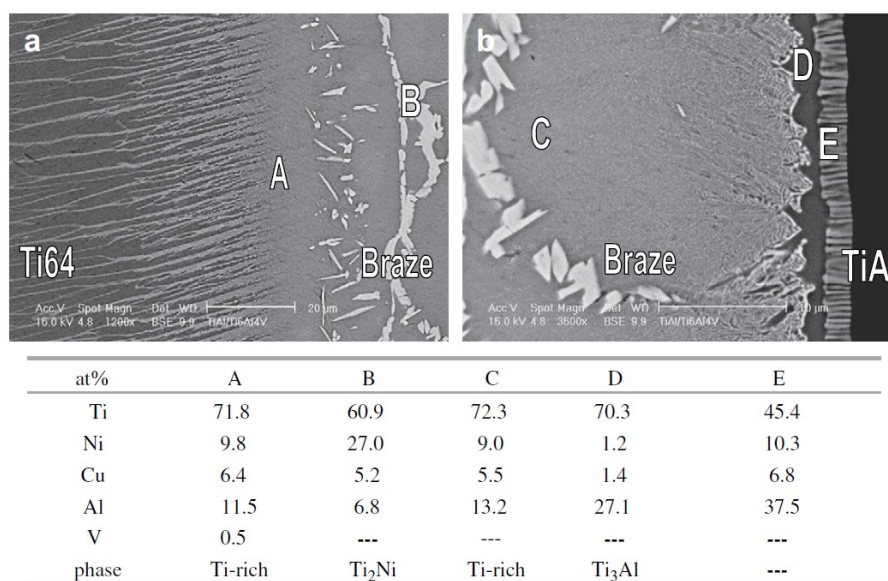 a
A
B
Ti64
Braze
Acc.V Spot Magn Det WD 20 μm
15.0 kV 4.8 1200x BSE 9.9 TiAl/Ti6Al4V
b
D
C
E
TiA
Braze
Acc.V Spot Magn Det WD 10 μm
15.0 kV 4.8 3500x BSE 9.9 TiAl/Ti6Al4V
at% A B C D E
Ti 71.8 60.9 72.3 70.3 45.4
Ni 9.8 27.0 9.0 1.2 10.3
Cu 6.4 5.2 5.5 1.4 6.8
Al 11.5 6.8 13.2 27.1 37.5
V 0.5 --- --- --- ---
phase Ti-rich Ti₂Ni Ti-rich Ti₃Al ---